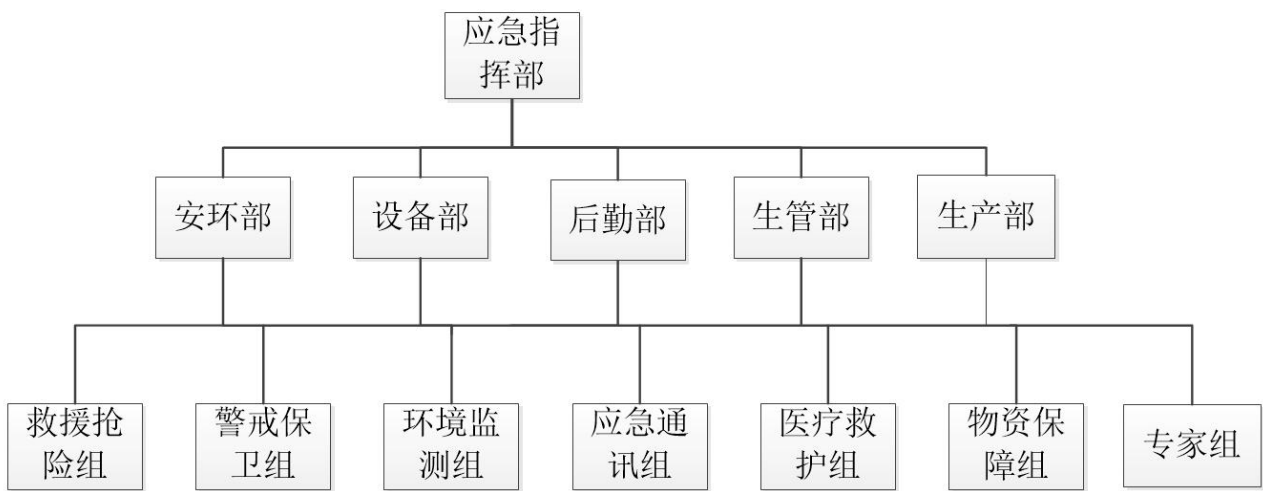 应急指
挥部
安环部
设备部
后勤部
生管部
生产部
救援抢
险组
警戒保
卫组
环境监
测组
应急通
讯组
医疗救
护组
物资保
障组
专家组